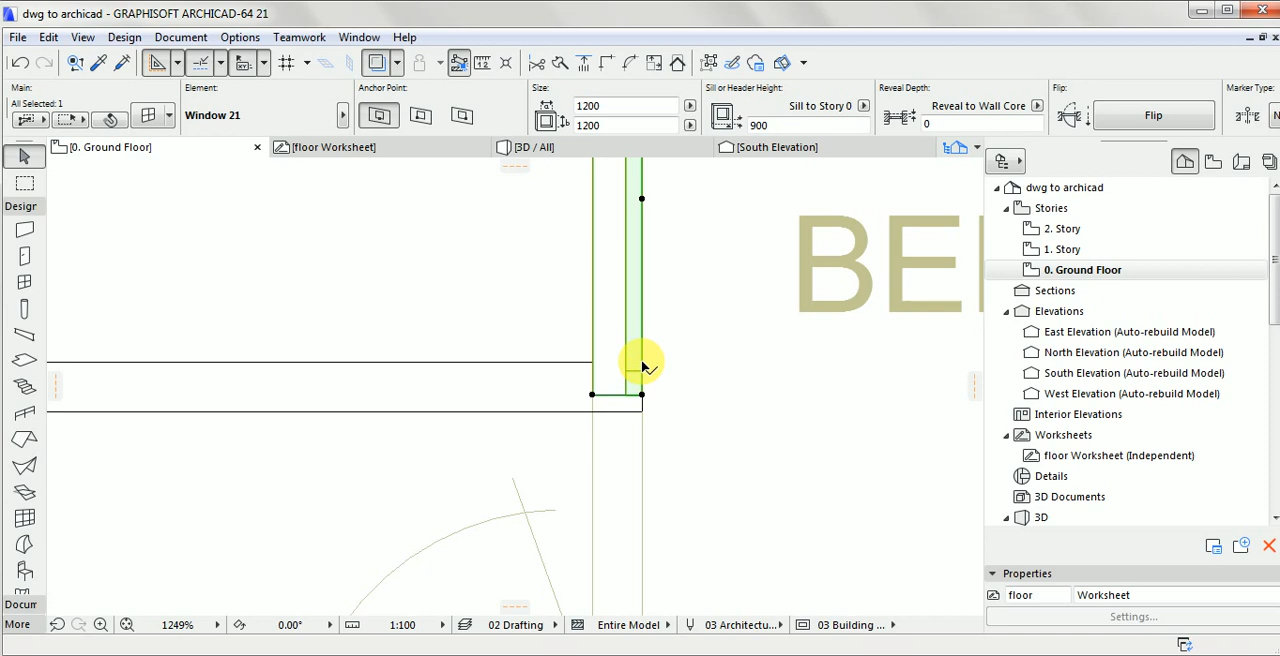 dwg to archicad - GRAPHISOFT ARCHICAD-64 21
File Edit View Design Document Options Teamwork Window Help
Main:
All Selected: 1
Element:
Window 21
Anchor Point:
Size:
1200
1200
Sill or Header Height:
Sill to Story 0
900
Reveal Depth:
Reveal to Wall Core
0
Flip:
Flip
Marker Type:
[0. Ground Floor]
[floor Worksheet]
[3D / All]
[South Elevation]
Design
Docum
More
BE
dwg to archicad
Stories
2. Story
1. Story
0. Ground Floor
Sections
Elevations
East Elevation (Auto-rebuild Model)
North Elevation (Auto-rebuild Model)
South Elevation (Auto-rebuild Model)
West Elevation (Auto-rebuild Model)
Interior Elevations
Worksheets
floor Worksheet (Independent)
Details
3D Documents
3D
Properties
floor Worksheet
Settings...
1249% 0.00° 1:100 02 Drafting Entire Model 03 Architectu... 03 Building ...